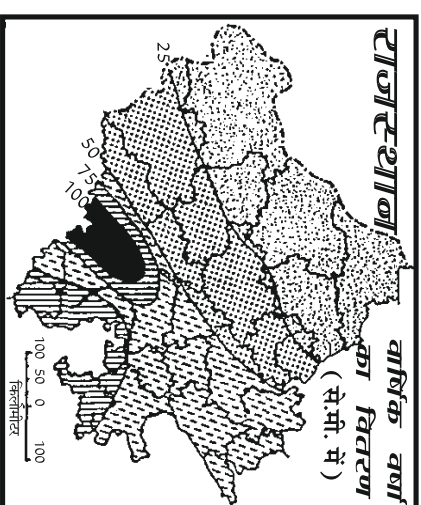 राजस्थान
वार्षिक वर्षा
का वितरण
(सेमी. में)
25
50
75
100
100 50 0 100
किलोमीटर